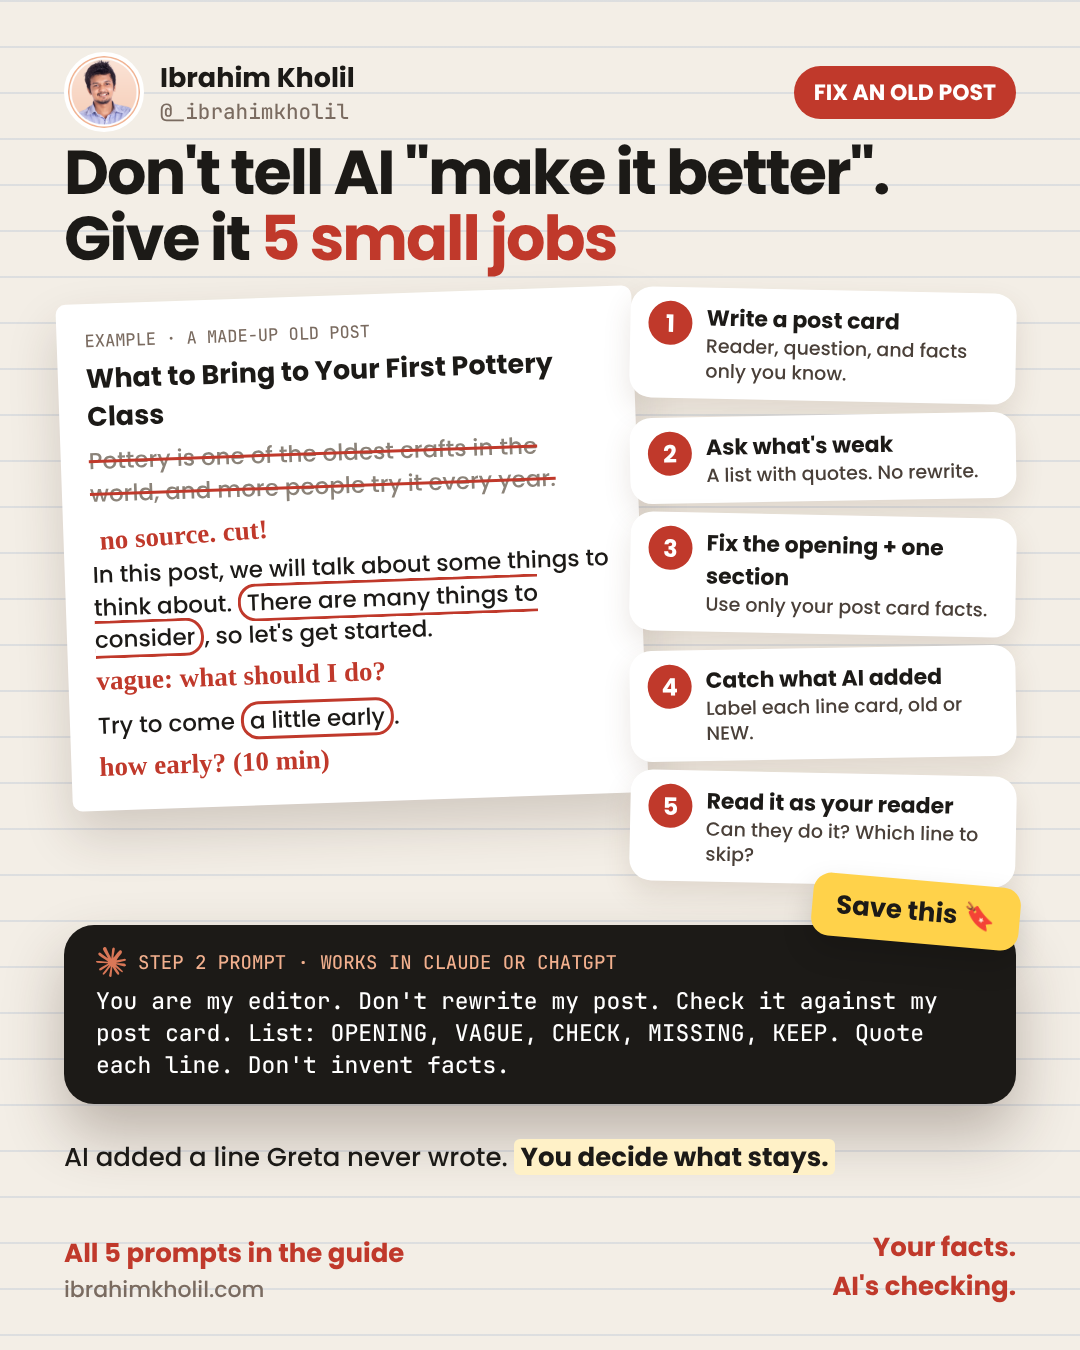 Ibrahim Kholil
@_ibrahimkholil
FIX AN OLD POST
Don't tell AI "make it better".
Give it 5 small jobs
EXAMPLE · A MADE-UP OLD POST
What to Bring to Your First Pottery
Class
Pottery is one of the oldest crafts in the
world, and more people try it every year.
no source. cut!
In this post, we will talk about some things to
think about. There are many things to
consider, so let's get started.
vague: what should I do?
Try to come a little early.
how early? (10 min)
1
Write a post card
Reader, question, and facts
only you know.
2
Ask what's weak
A list with quotes. No rewrite.
3
Fix the opening + one
section
Use only your post card facts.
4
Catch what AI added
Label each line card, old or
NEW.
5
Read it as your reader
Can they do it? Which line to
skip?
Save this
STEP 2 PROMPT · WORKS IN CLAUDE OR CHATGPT
You are my editor. Don't rewrite my post. Check it against my
post card. List: OPENING, VAGUE, CHECK, MISSING, KEEP. Quote
each line. Don't invent facts.
AI added a line Greta never wrote. You decide what stays.
All 5 prompts in the guide
ibrahimkholil.com
Your facts.
AI's checking.